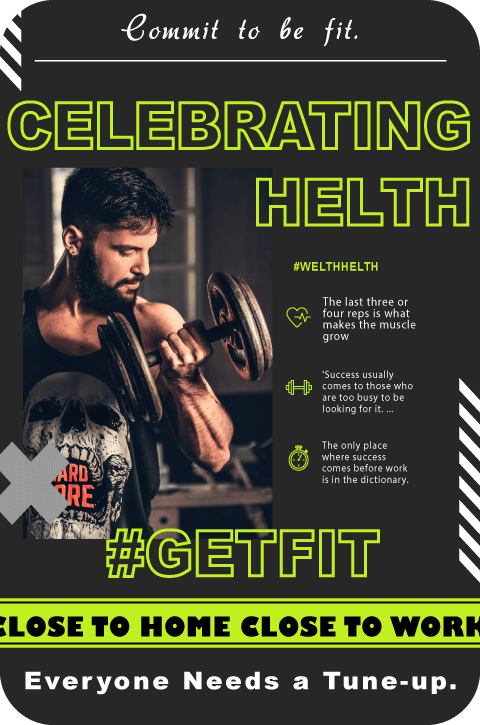 Commit to be fit.
CELEBRATING
HELTH
#WELTHHELTH
The last three or
four reps is what
makes the muscle
grow
'Success usually
comes to those who
are too busy to be
looking for it. ...
The only place
where success
comes before work
is in the dictionary.
ARD
ORE
#GETFIT
CLOSE TO HOME CLOSE TO WORK
Everyone Needs a Tune-up.